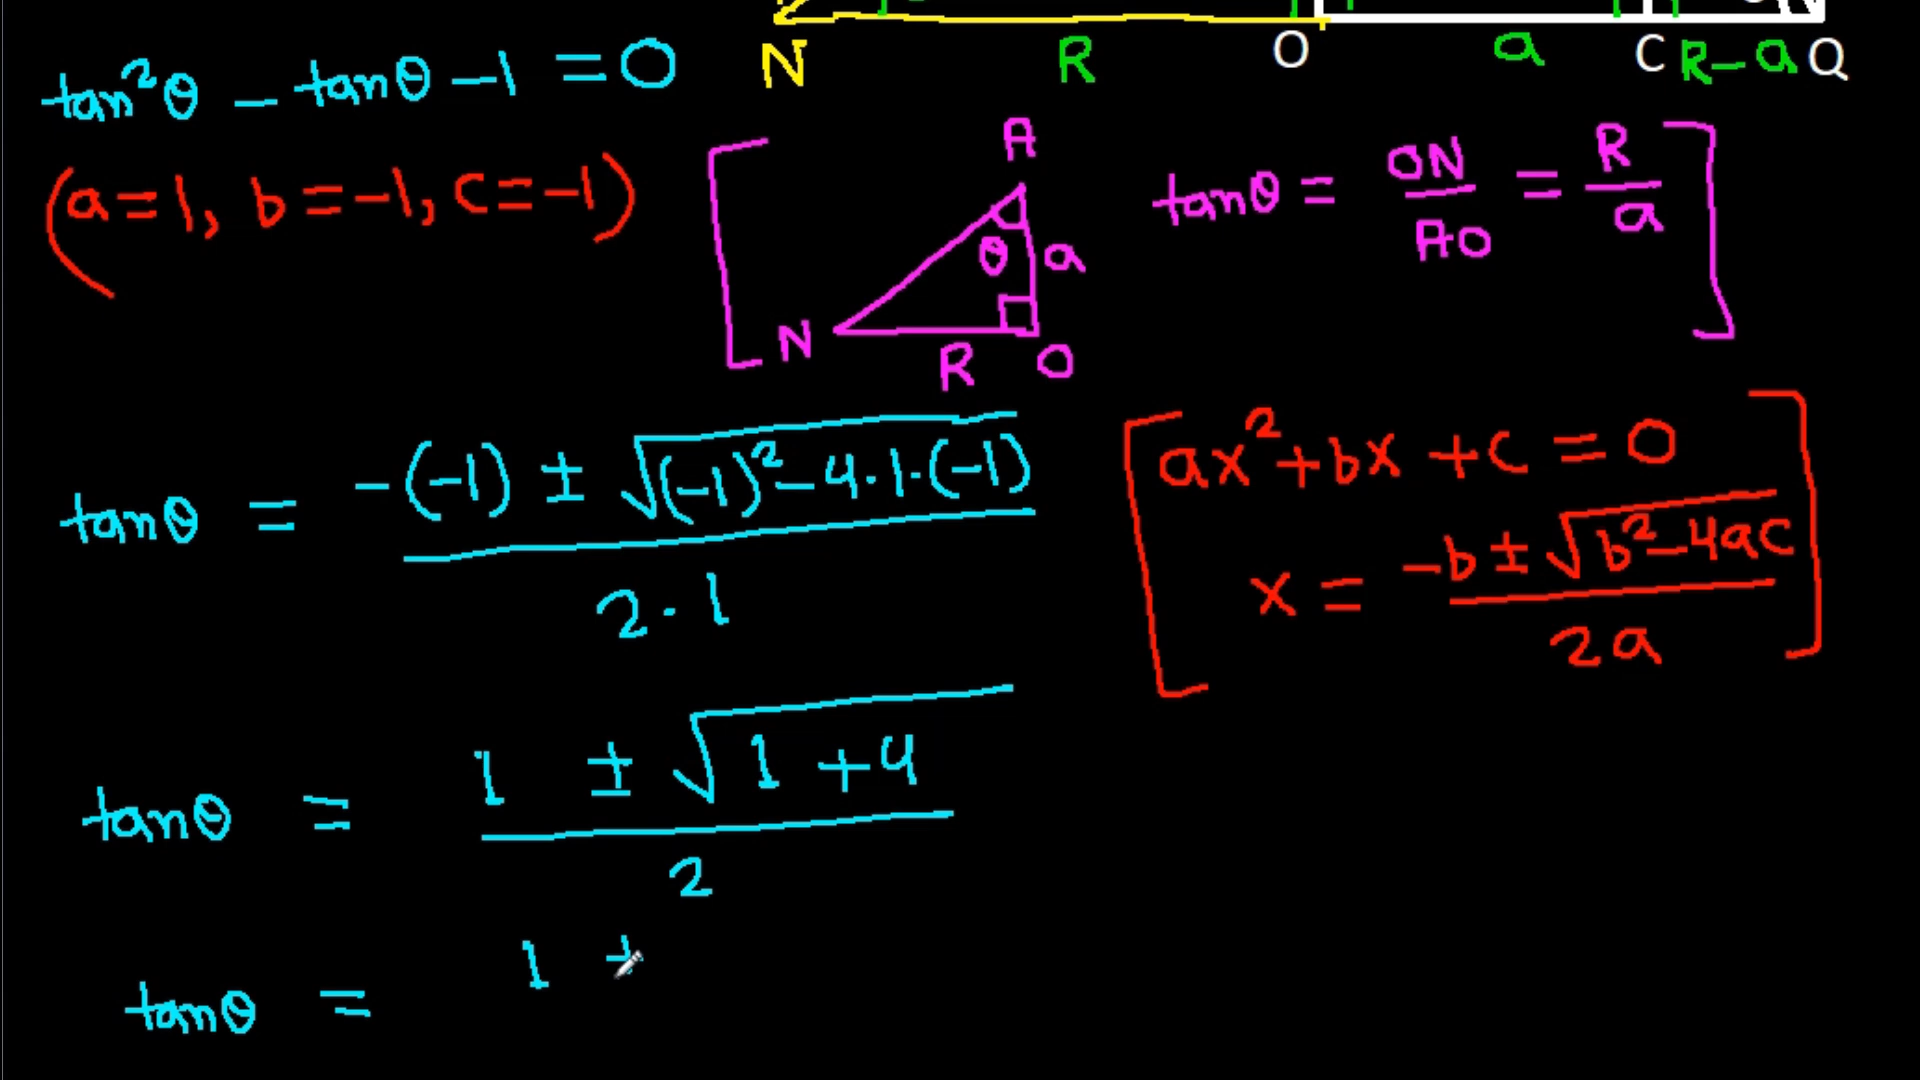 N R O a C R-a Q
tan²θ - tanθ - 1 = 0
(a = 1, b = -1, c = -1)
A
θ a
N R O
tanθ = ON/AO = R/a
tanθ = (-(-1) ± √((-1)² - 4·1·(-1)))/(2·1)
ax² + bx + c = 0
x = (-b ± √(b² - 4ac))/(2a)
tanθ = (1 ± √(1 + 4))/2
tanθ = 1 +